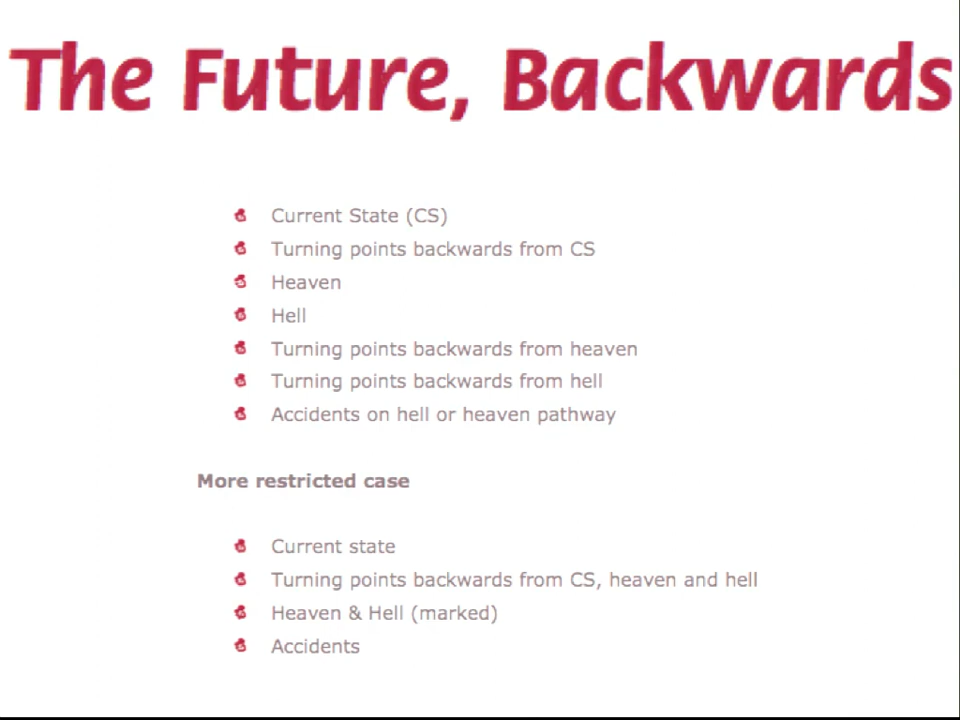 The Future, Backwards
Current State (CS)
Turning points backwards from CS
Heaven
Hell
Turning points backwards from heaven
Turning points backwards from hell
Accidents on hell or heaven pathway
More restricted case
Current state
Turning points backwards from CS, heaven and hell
Heaven & Hell (marked)
Accidents